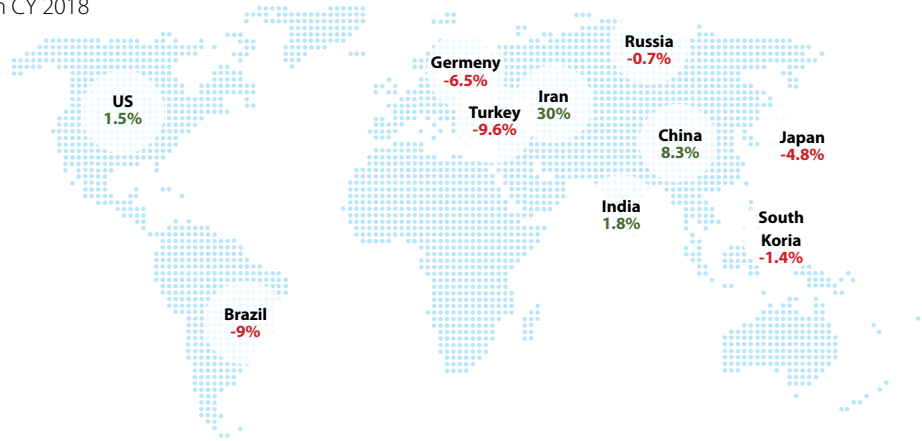 n CY 2018
Russia
-0.7%
Germeny
-6.5%
US
1.5%
Iran
30%
Turkey
-9.6%
China
8.3%
Japan
-4.8%
India
1.8%
South
Koria
-1.4%
Brazil
-9%